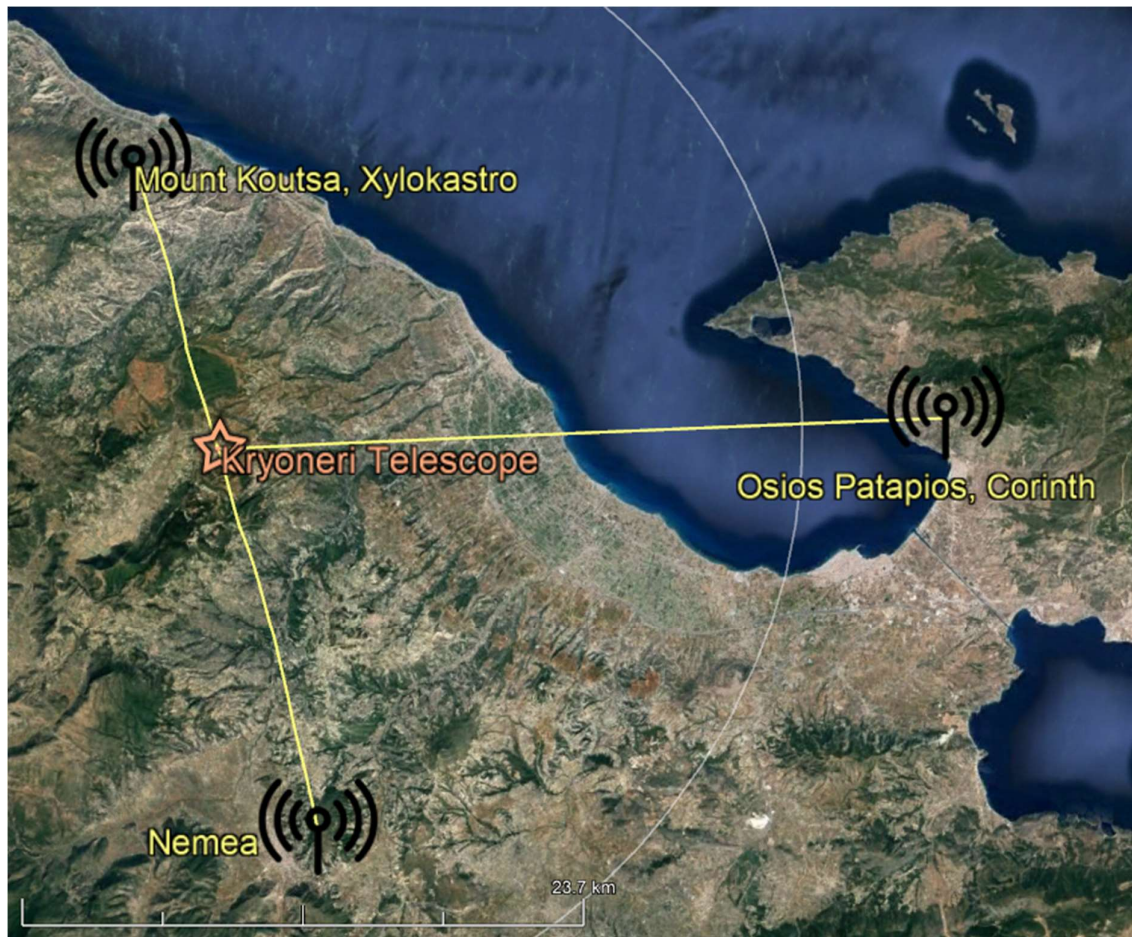 Mount Koutsa, Xylokastro
Kryoneri Telescope
Osios Patapios, Corinth
Nemea
23.7 km